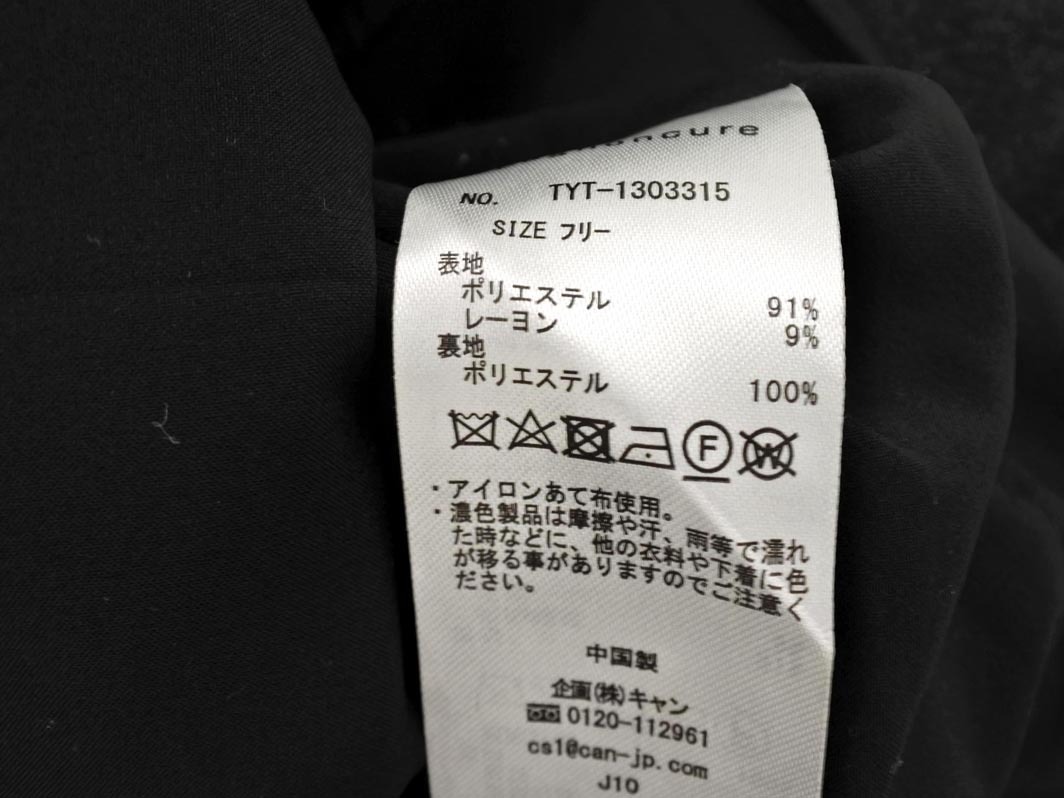 NO. TYT-1303315
SIZE フリー
表地
ポリエステル 91%
レーヨン 9%
裏地
ポリエステル 100%
F W
・アイロンあて布使用。
・濃色製品は摩擦や汗、雨等で濡れ
た時などに、他の衣料や下着に色
が移る事がありますのでご注意く
ださい。
中国製
企画(株)キャン
0120-112961
cs1@can-jp.com
J10